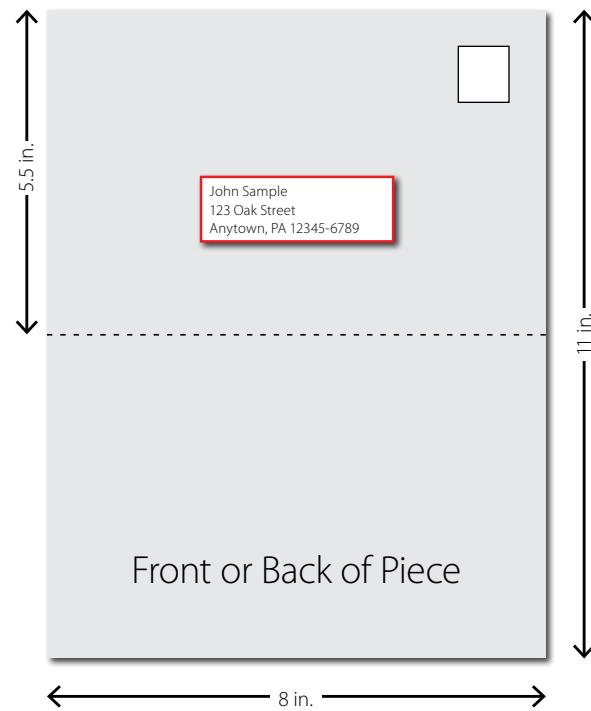 5.5 in.
John Sample
123 Oak Street
Anytown, PA 12345-6789
11 in.
Front or Back of Piece
8 in.